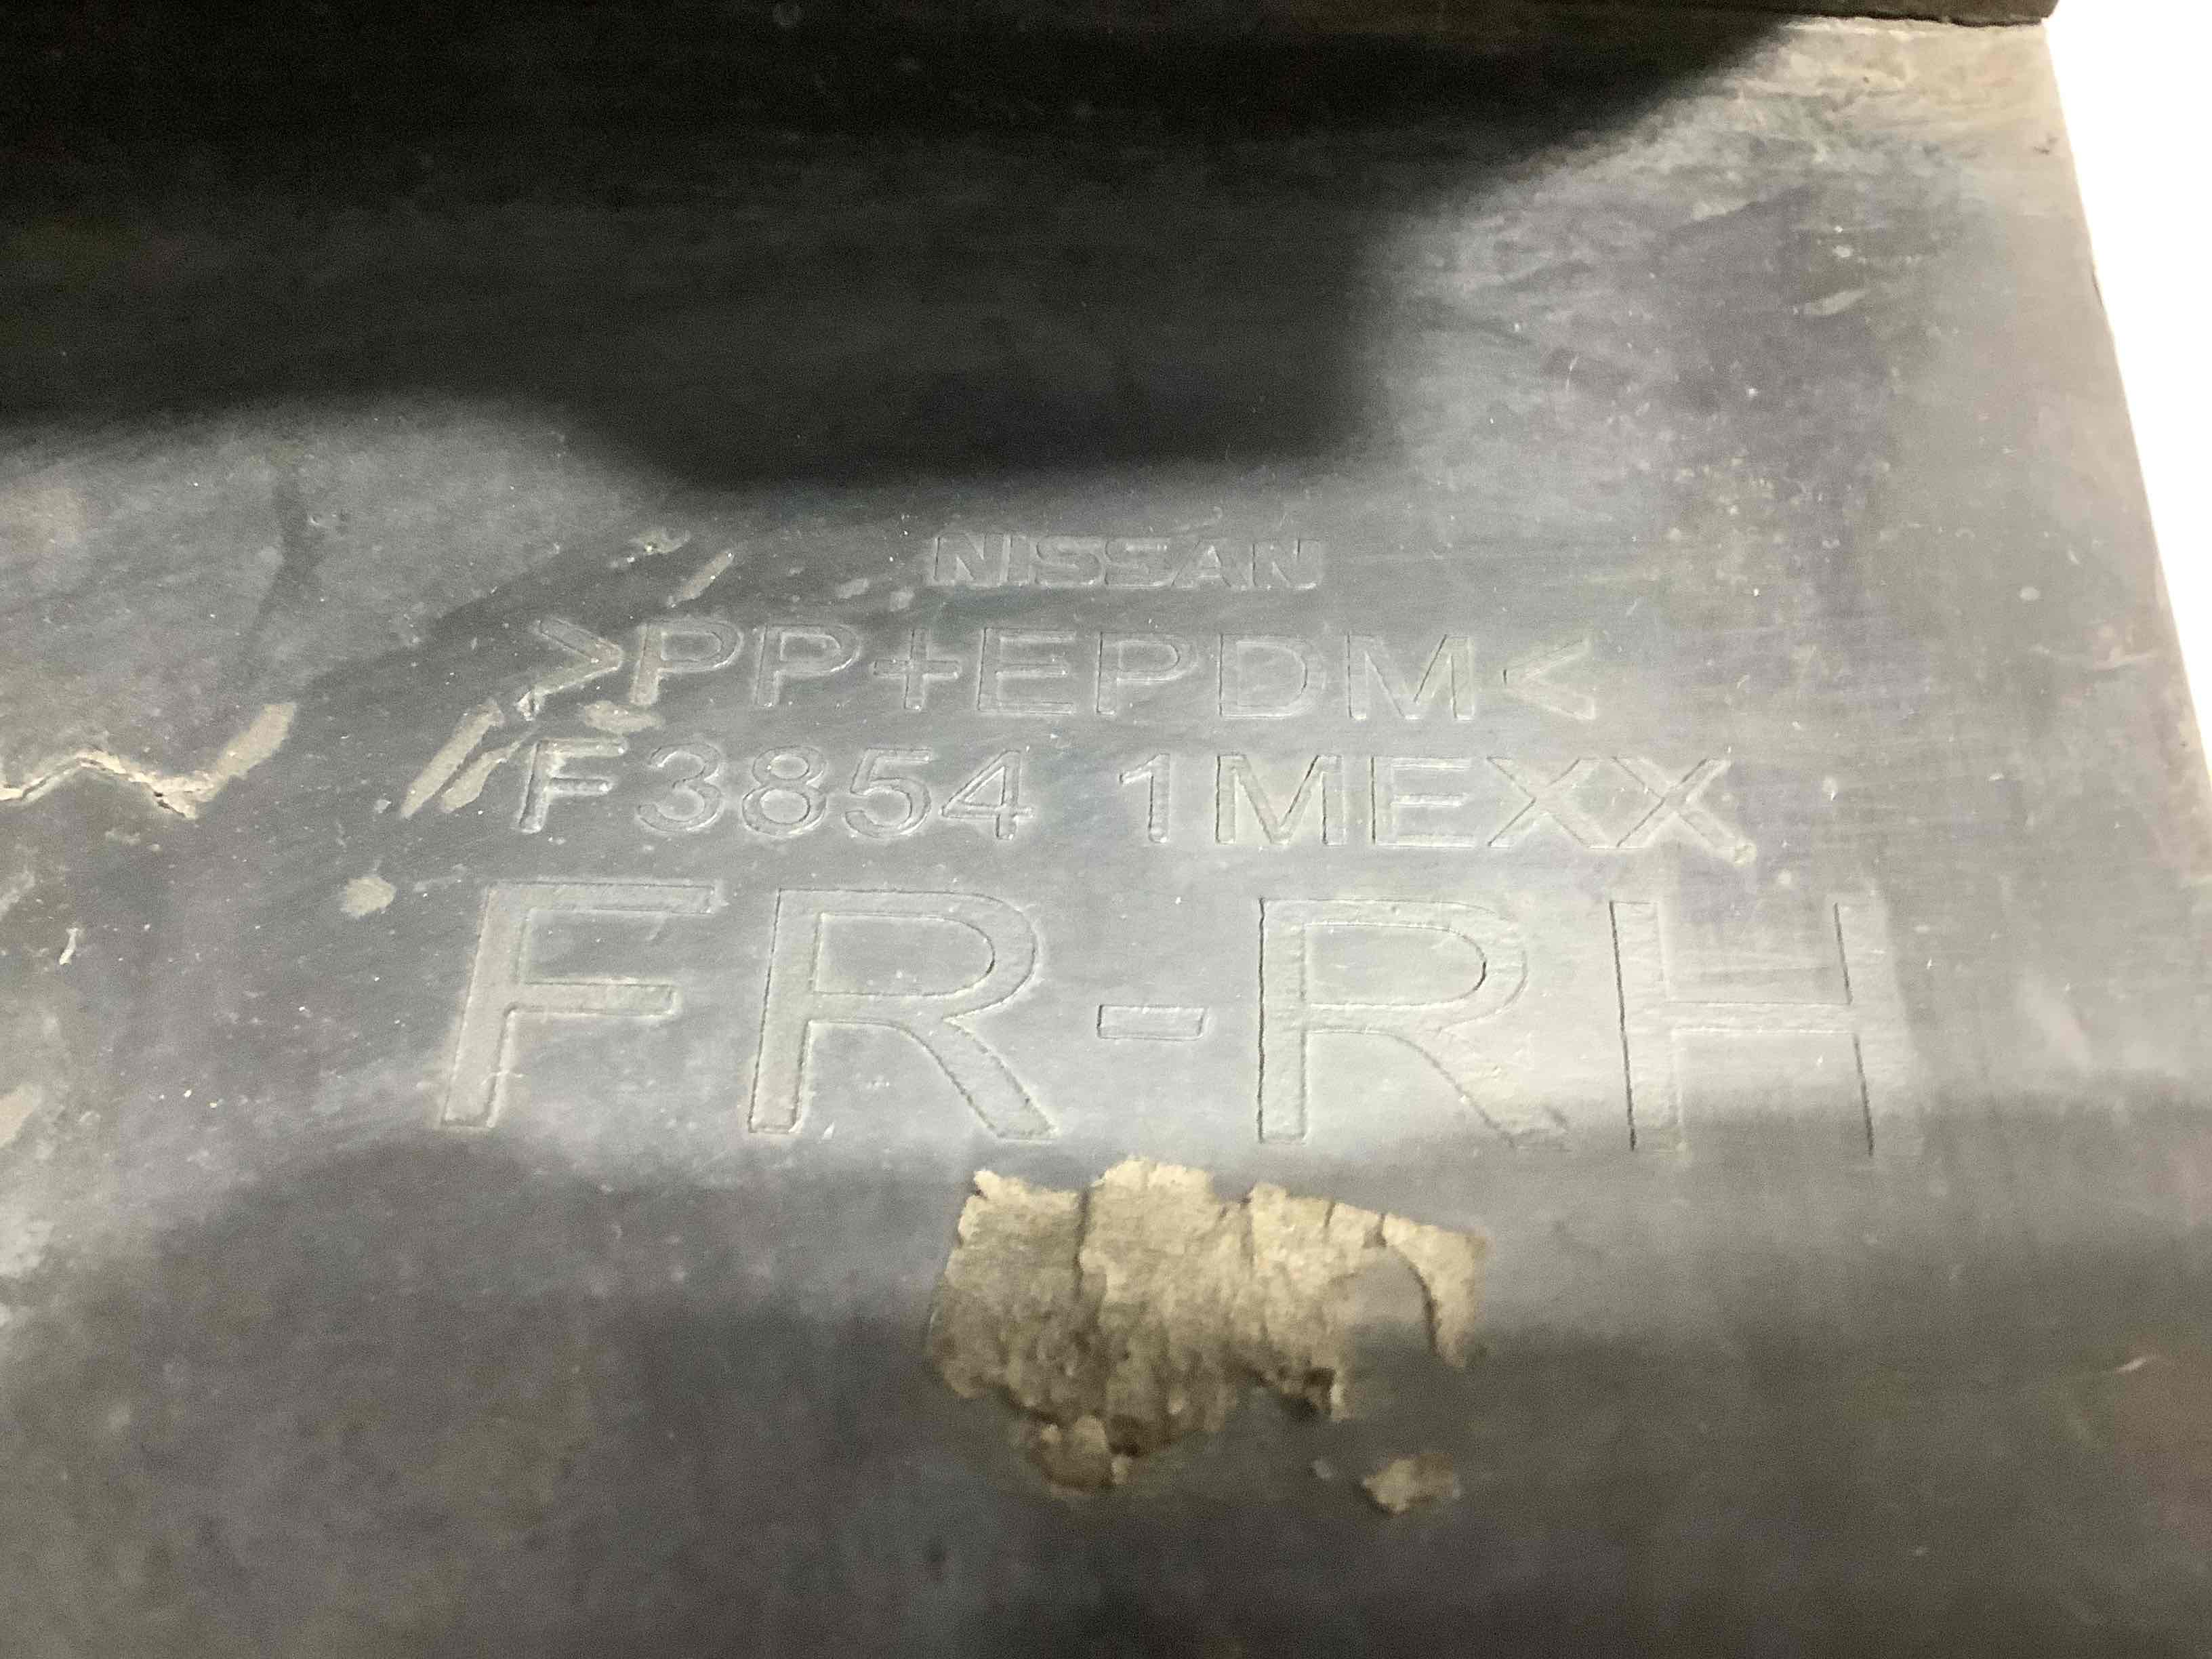 NISSAN
>PP+EPDM<
F3854 1MEXX
FR-RH